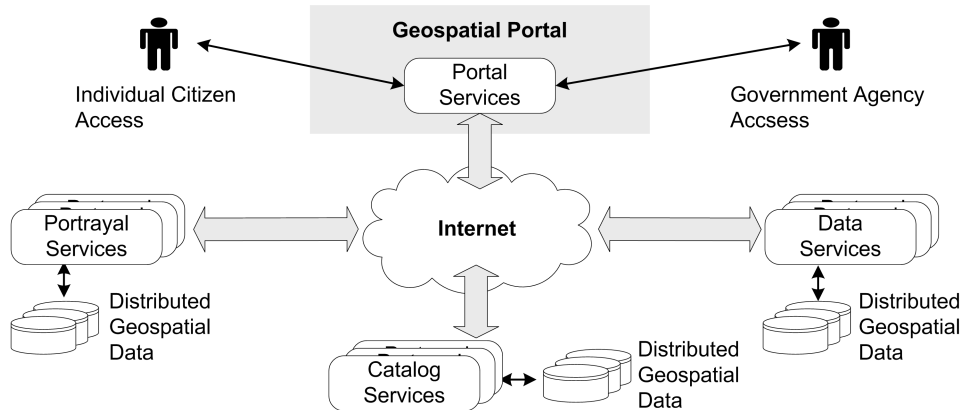 Geospatial Portal
Portal
Services
Individual Citizen
Access
Government Agency
Accsess
Internet
Portrayal
Services
Data
Services
Distributed
Geospatial
Data
Distributed
Geospatial
Data
Catalog
Services
Distributed
Geospatial
Data